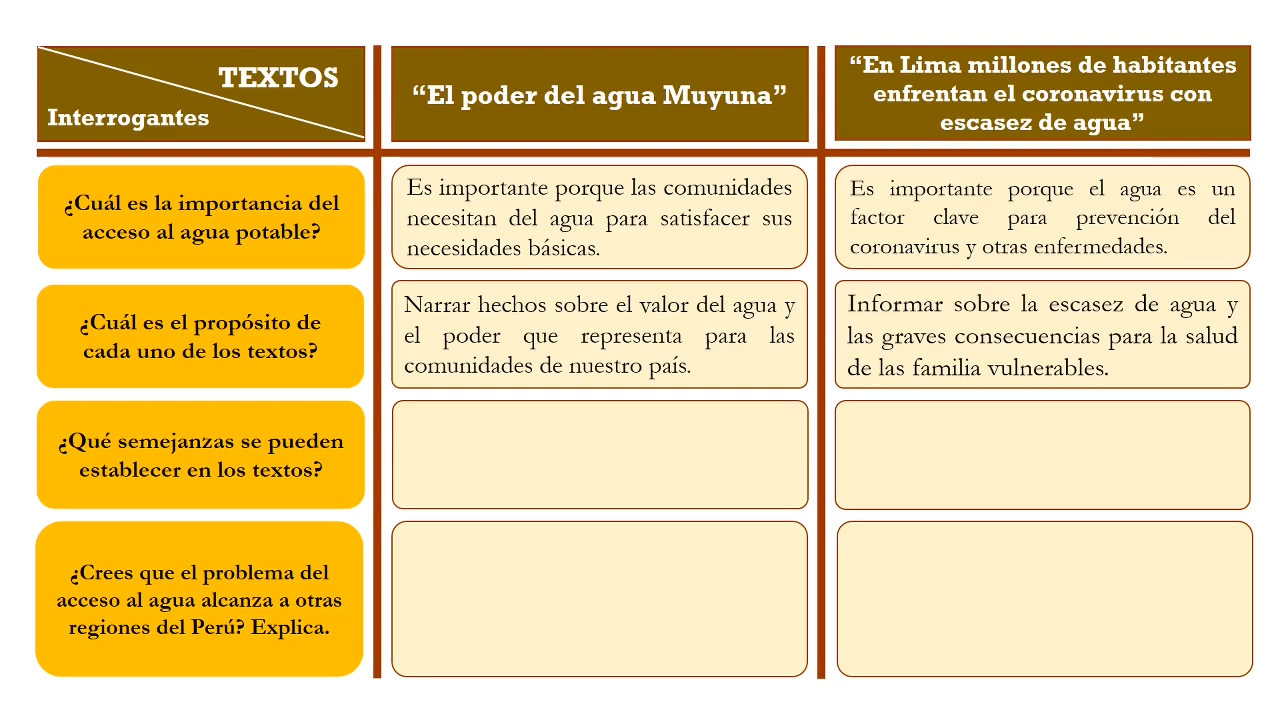 TEXTOS
Interrogantes
“El poder del agua Muyuna”
“En Lima millones de habitantes
enfrentan el coronavirus con
escasez de agua”
¿Cuál es la importancia del
acceso al agua potable?
Es importante porque las comunidades
necesitan del agua para satisfacer sus
necesidades básicas.
Es importante porque el agua es un
factor clave para prevención del
coronavirus y otras enfermedades.
¿Cuál es el propósito de
cada uno de los textos?
Narrar hechos sobre el valor del agua y
el poder que representa para las
comunidades de nuestro país.
Informar sobre la escasez de agua y
las graves consecuencias para la salud
de las familia vulnerables.
¿Qué semejanzas se pueden
establecer en los textos?
¿Crees que el problema del
acceso al agua alcanza a otras
regiones del Perú? Explica.